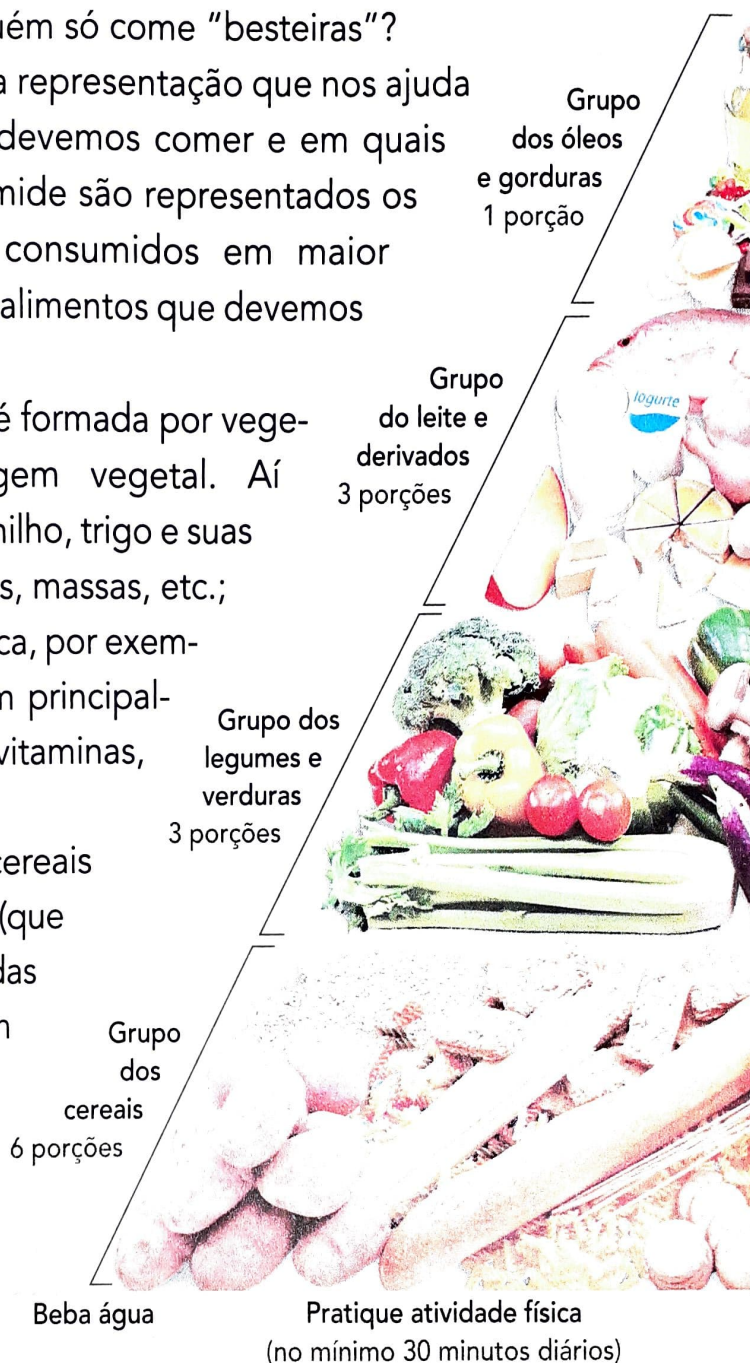 uém só come "besteiras"?
a representação que nos ajuda
devemos comer e em quais
mide são representados os
consumidos em maior
alimentos que devemos
é formada por vege-
gem vegetal. Aí
nilho, trigo e suas
s, massas, etc.;
ca, por exem-
m principal-
vitaminas,
cereais
(que
das
n
Grupo
dos óleos
e gorduras
1 porção
Grupo
do leite e
derivados
3 porções
Iogurte
Grupo dos
legumes e
verduras
3 porções
Grupo
dos
cereais
6 porções
Beba água
Pratique atividade física
(no mínimo 30 minutos diários)